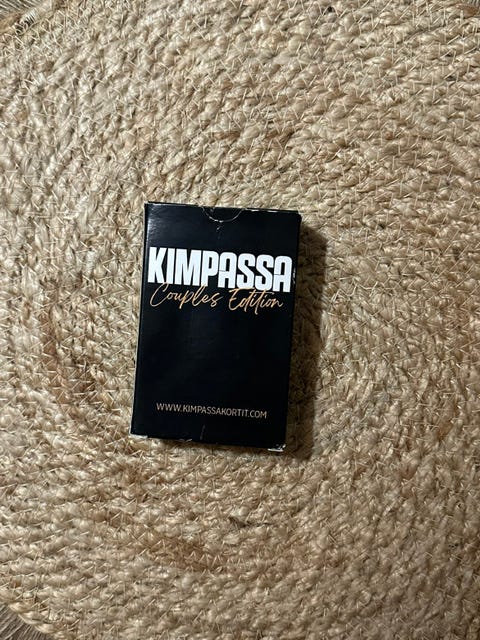 KIMPASSA
Couples Edition
WWW.KIMPASSAKORTIT.COM